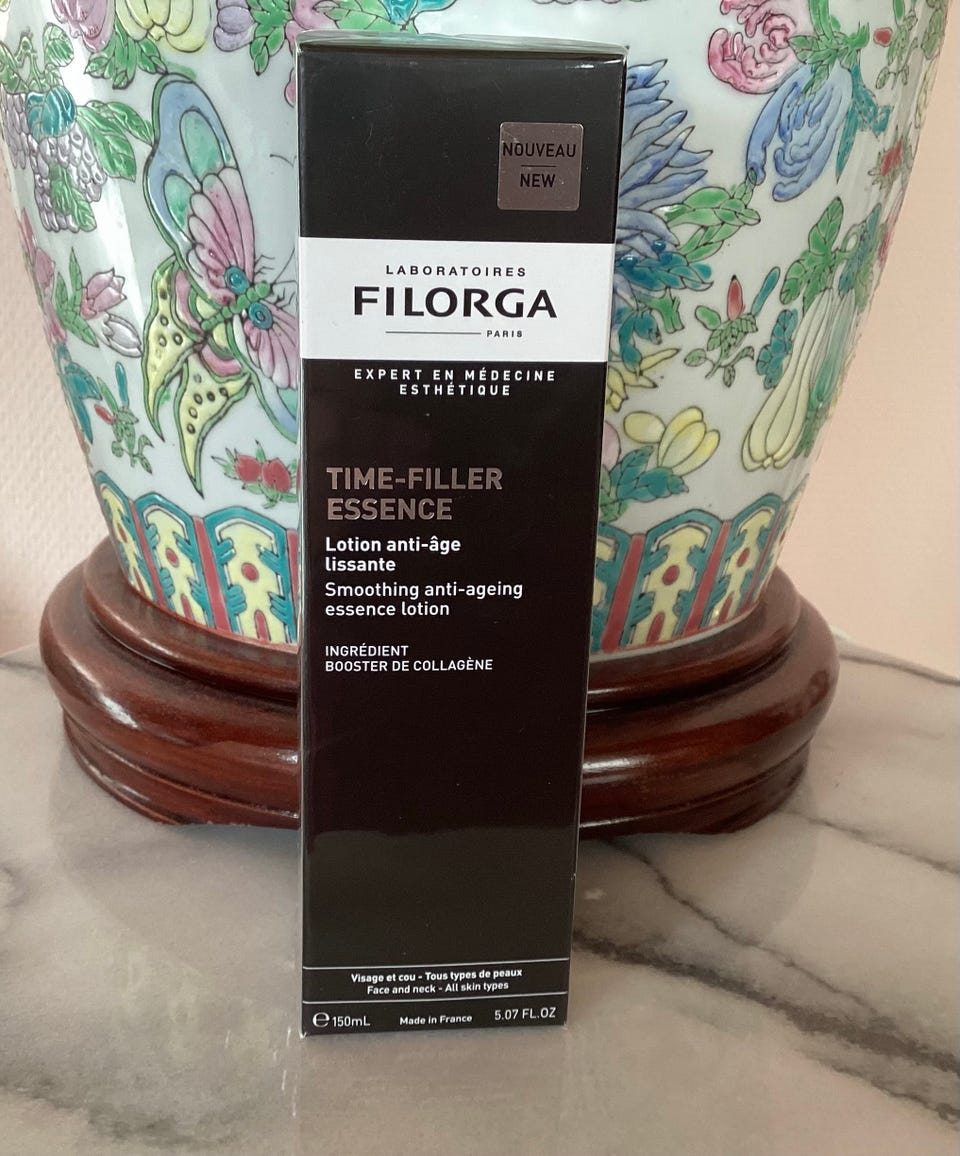 NOUVEAU
NEW
LABORATOIRES
FILORGA
PARIS
EXPERT EN MÉDECINE
ESTHÉTIQUE
TIME-FILLER
ESSENCE
Lotion anti-âge
lissante
Smoothing anti-ageing
essence lotion
INGRÉDIENT
BOOSTER DE COLLAGÈNE
Visage et cou - Tous types de peaux
Face and neck - All skin types
℮ 150mL Made in France 5.07 FL.OZ